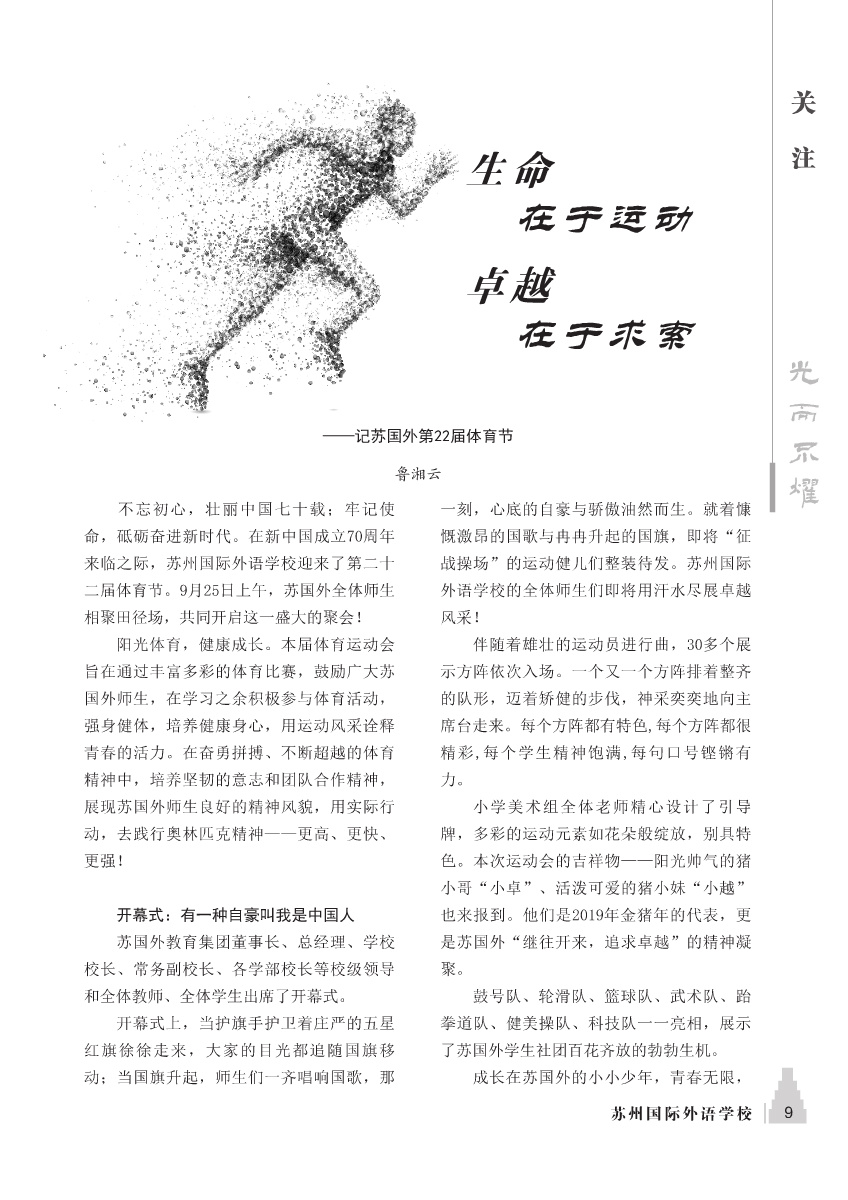 关
注
生命
在于运动
卓越
在于求索
光而不耀
——记苏国外第22届体育节
鲁湘云
不忘初心，壮丽中国七十载；牢记使
命，砥砺奋进新时代。在新中国成立70周年
来临之际，苏州国际外语学校迎来了第二十
二届体育节。9月25日上午，苏国外全体师生
相聚田径场，共同开启这一盛大的聚会！
阳光体育，健康成长。本届体育运动会
旨在通过丰富多彩的体育比赛，鼓励广大苏
国外师生，在学习之余积极参与体育活动，
强身健体，培养健康身心，用运动风采诠释
青春的活力。在奋勇拼搏、不断超越的体育
精神中，培养坚韧的意志和团队合作精神，
展现苏国外师生良好的精神风貌，用实际行
动，去践行奥林匹克精神——更高、更快、
更强！
开幕式：有一种自豪叫我是中国人
苏国外教育集团董事长、总经理、学校
校长、常务副校长、各学部校长等校级领导
和全体教师、全体学生出席了开幕式。
开幕式上，当护旗手护卫着庄严的五星
红旗徐徐走来，大家的目光都追随国旗移
动；当国旗升起，师生们一齐唱响国歌，那
一刻，心底的自豪与骄傲油然而生。就着慷
慨激昂的国歌与冉冉升起的国旗，即将“征
战操场”的运动健儿们整装待发。苏州国际
外语学校的全体师生们即将用汗水尽展卓越
风采！
伴随着雄壮的运动员进行曲，30多个展
示方阵依次入场。一个又一个方阵排着整齐
的队形，迈着矫健的步伐，神采奕奕地向主
席台走来。每个方阵都有特色,每个方阵都很
精彩,每个学生精神饱满,每句口号铿锵有
力。
小学美术组全体老师精心设计了引导
牌，多彩的运动元素如花朵般绽放，别具特
色。本次运动会的吉祥物——阳光帅气的猪
小哥“小卓”、活泼可爱的猪小妹“小越”
也来报到。他们是2019年金猪年的代表，更
是苏国外“继往开来，追求卓越”的精神凝
聚。
鼓号队、轮滑队、篮球队、武术队、跆
拳道队、健美操队、科技队一一亮相，展示
了苏国外学生社团百花齐放的勃勃生机。
成长在苏国外的小小少年，青春无限，
苏州国际外语学校
9